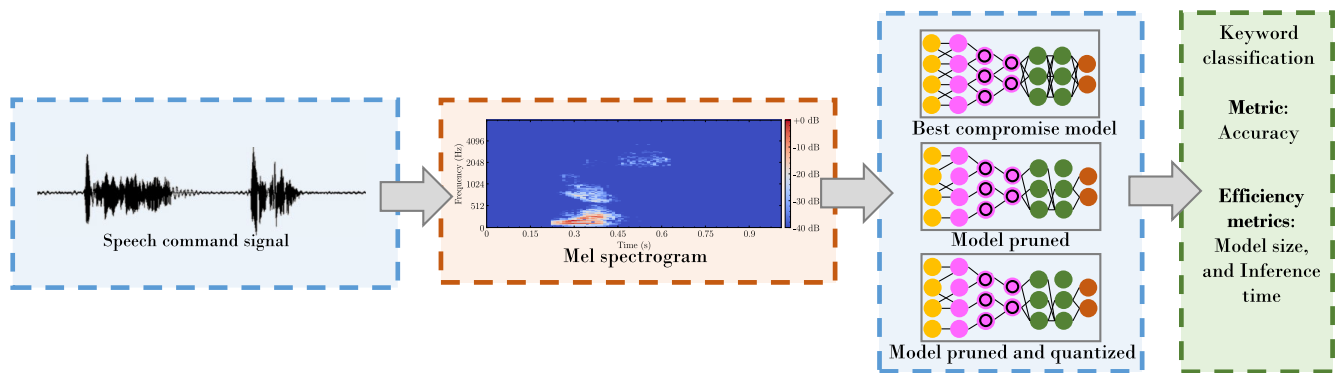 Speech command signal
Frequency (Hz)
4096
2048
1024
512
0
0
0.15
0.3
0.45
0.6
0.75
0.9
Time (s)
+0 dB
-10 dB
-20 dB
-30 dB
-40 dB
Mel spectrogram
Best compromise model
Model pruned
Model pruned and quantized
Keyword
classification
Metric:
Accuracy
Efficiency
metrics:
Model size,
and Inference
time